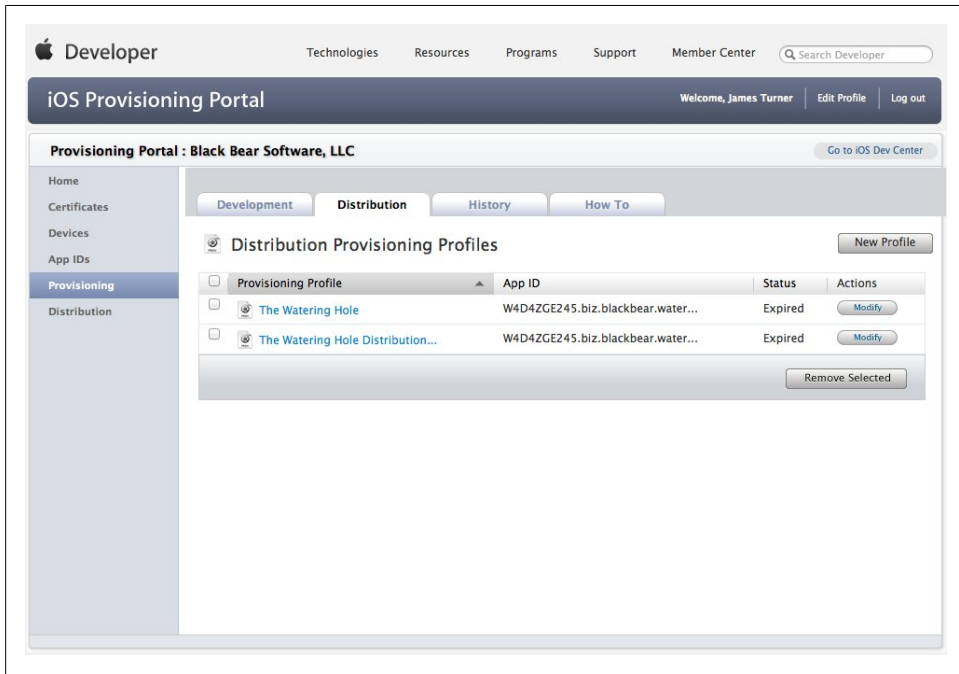 Developer Technologies Resources Programs Support Member Center Search Developer
iOS Provisioning Portal Welcome, James Turner Edit Profile Log out
Provisioning Portal : Black Bear Software, LLC Go to iOS Dev Center
Home
Certificates
Devices
App IDs
Provisioning
Distribution
Development Distribution History How To
Distribution Provisioning Profiles New Profile
Provisioning Profile App ID Status Actions
The Watering Hole W4D4ZGE245.biz.blackbear.water... Expired Modify
The Watering Hole Distribution... W4D4ZGE245.biz.blackbear.water... Expired Modify
Remove Selected